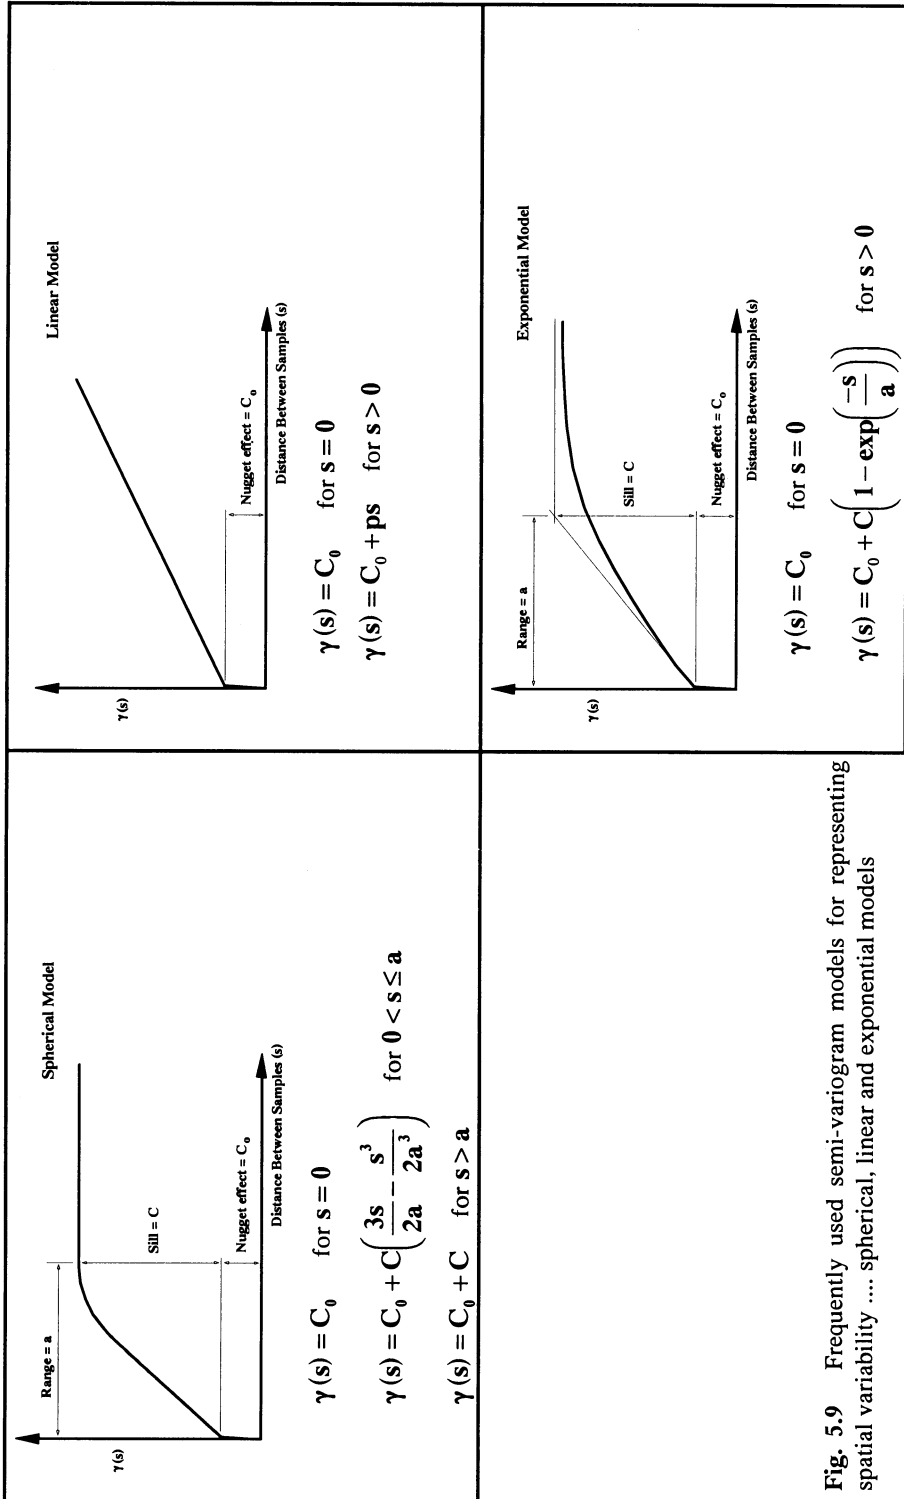 Spherical Model
Range = a
γ(s)
Sill = C
Nugget effect = C₀
Distance Between Samples (s)
γ(s) = C₀ for s = 0
γ(s) = C₀ + C(3s/2a − s³/2a³) for 0 < s ≤ a
γ(s) = C₀ + C for s > a
Linear Model
γ(s)
Nugget effect = C₀
Distance Between Samples (s)
γ(s) = C₀ for s = 0
γ(s) = C₀ + ps for s > 0
Exponential Model
Range = a
γ(s)
Sill = C
Nugget effect = C₀
Distance Between Samples (s)
γ(s) = C₀ for s = 0
γ(s) = C₀ + C(1 − exp(−s/a)) for s > 0
Fig. 5.9 Frequently used semi-variogram models for representing
spatial variability .... spherical, linear and exponential models